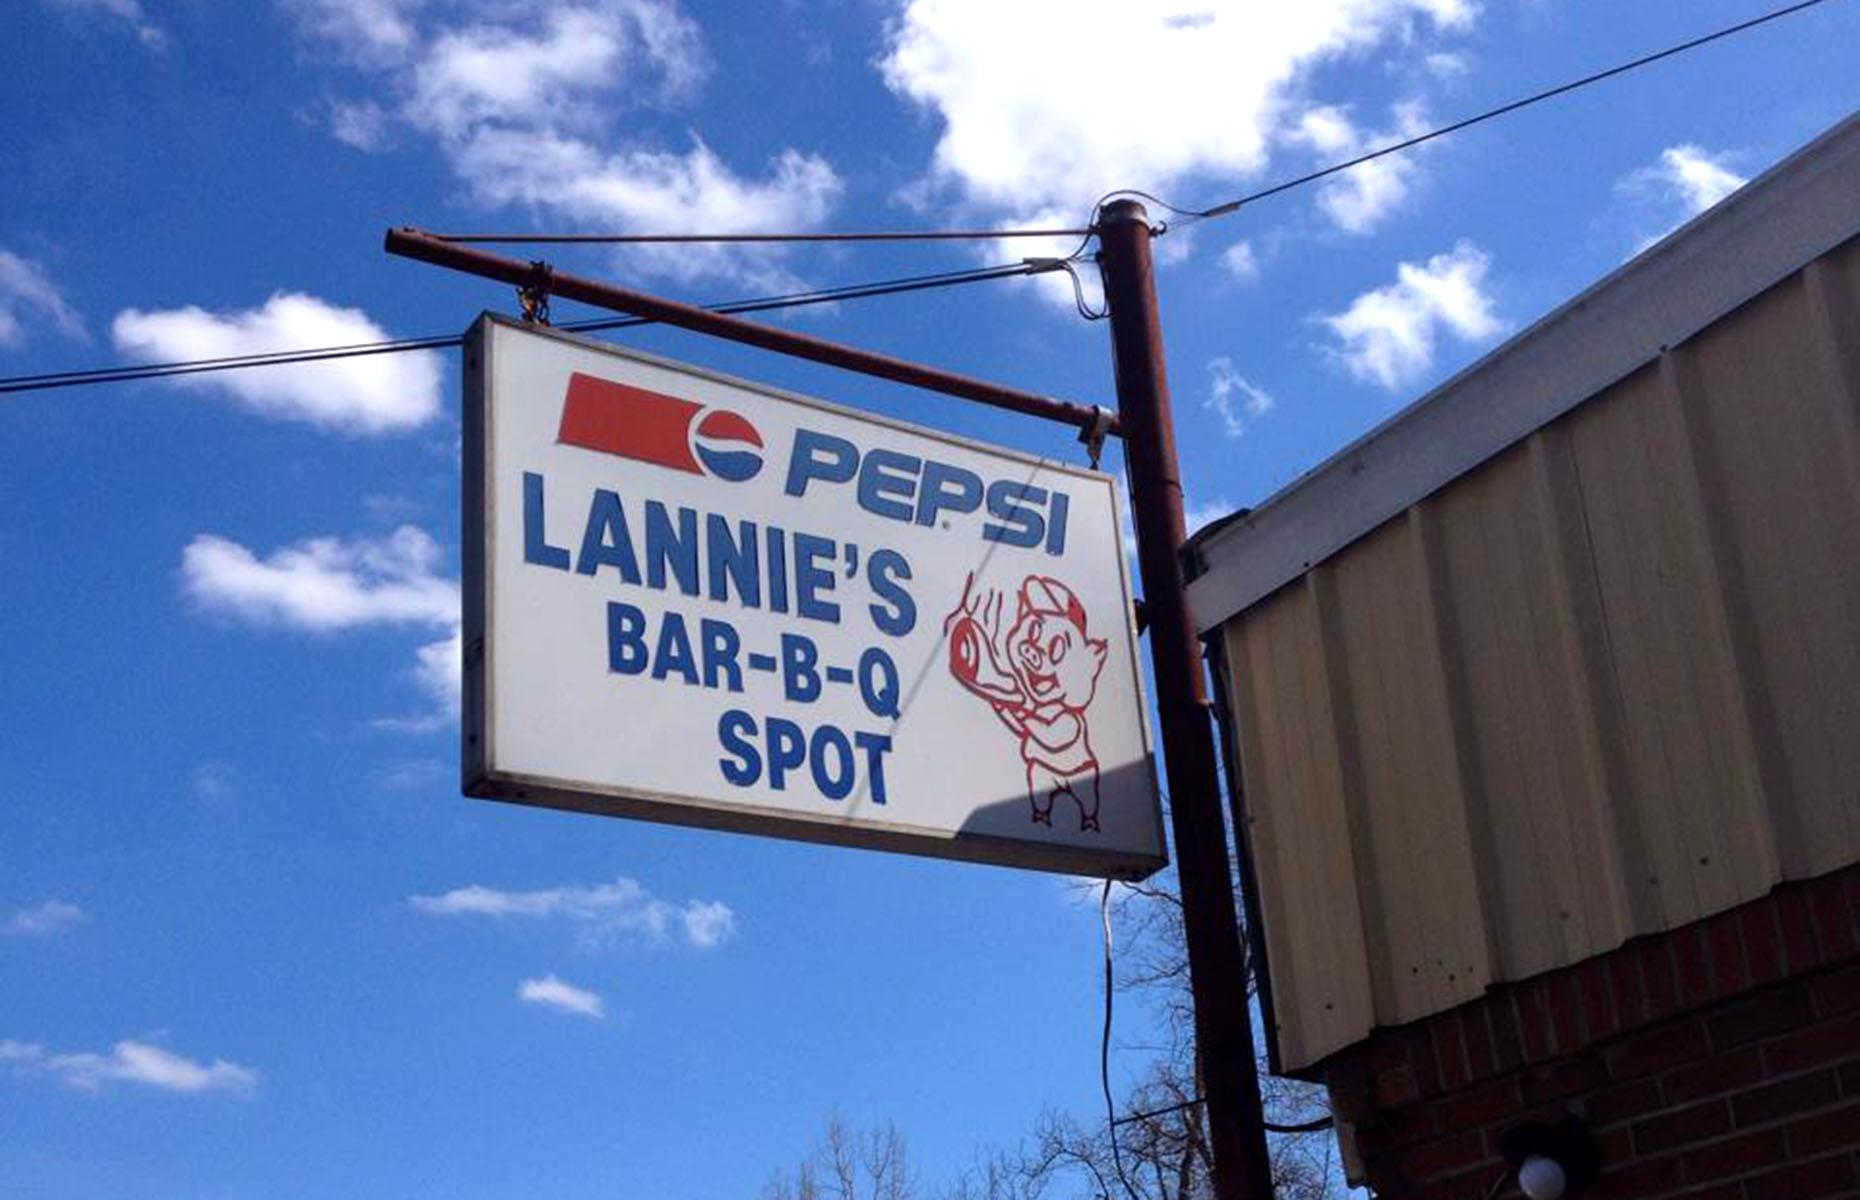 PEPSI
LANNIE'S
BAR-B-Q
SPOT